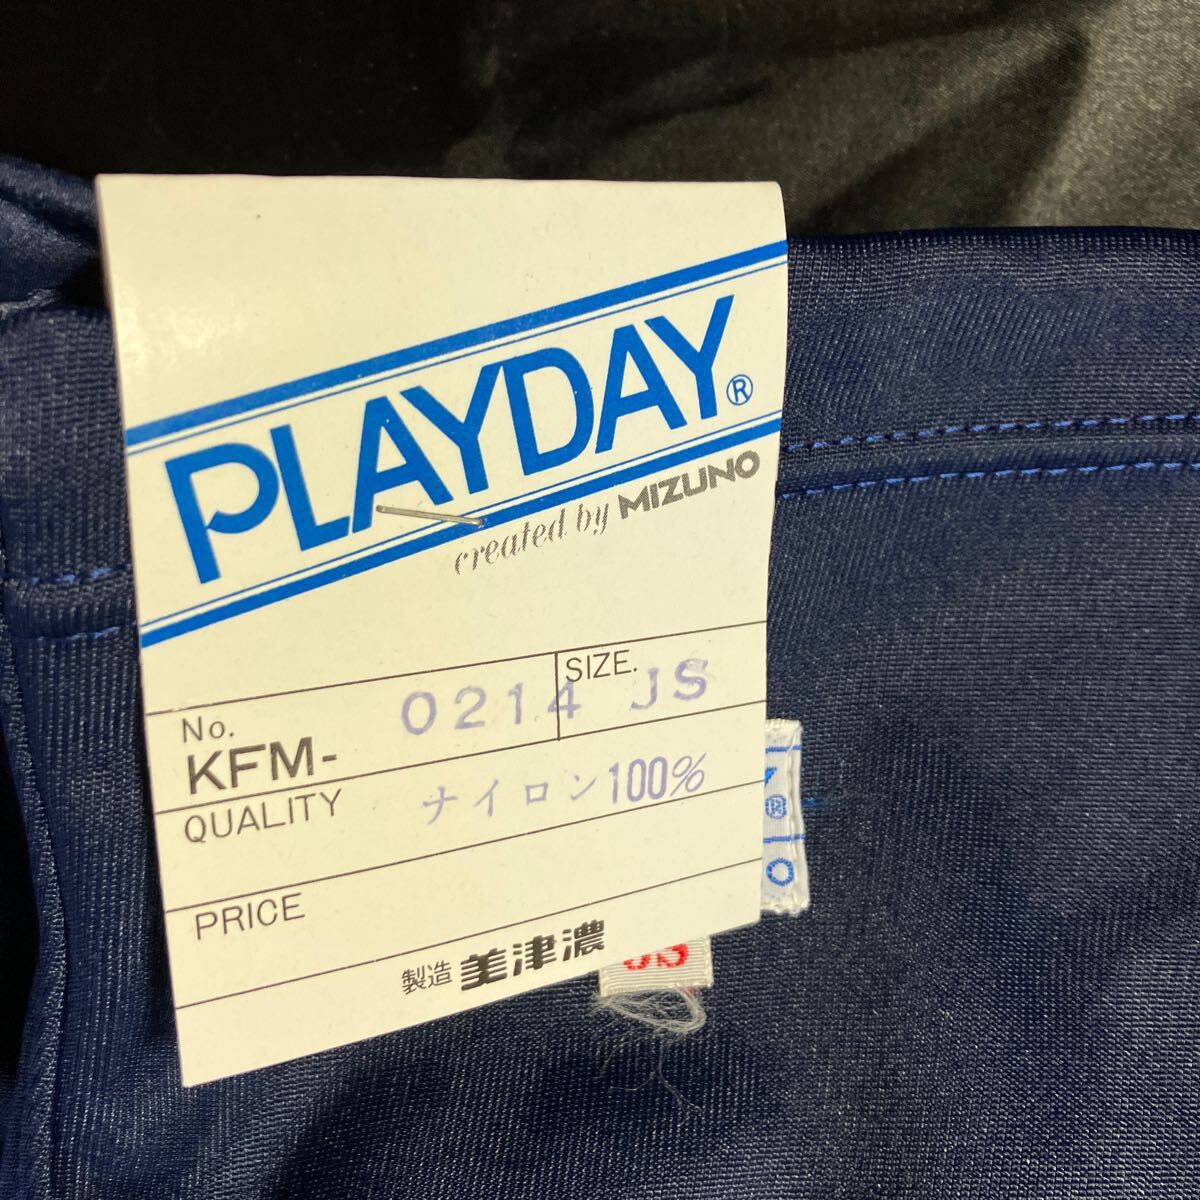 PLAYDAY®
created by MIZUNO
No. KFM- 0214
SIZE. JS
QUALITY ナイロン100%
PRICE
製造 美津濃
®
O
JS